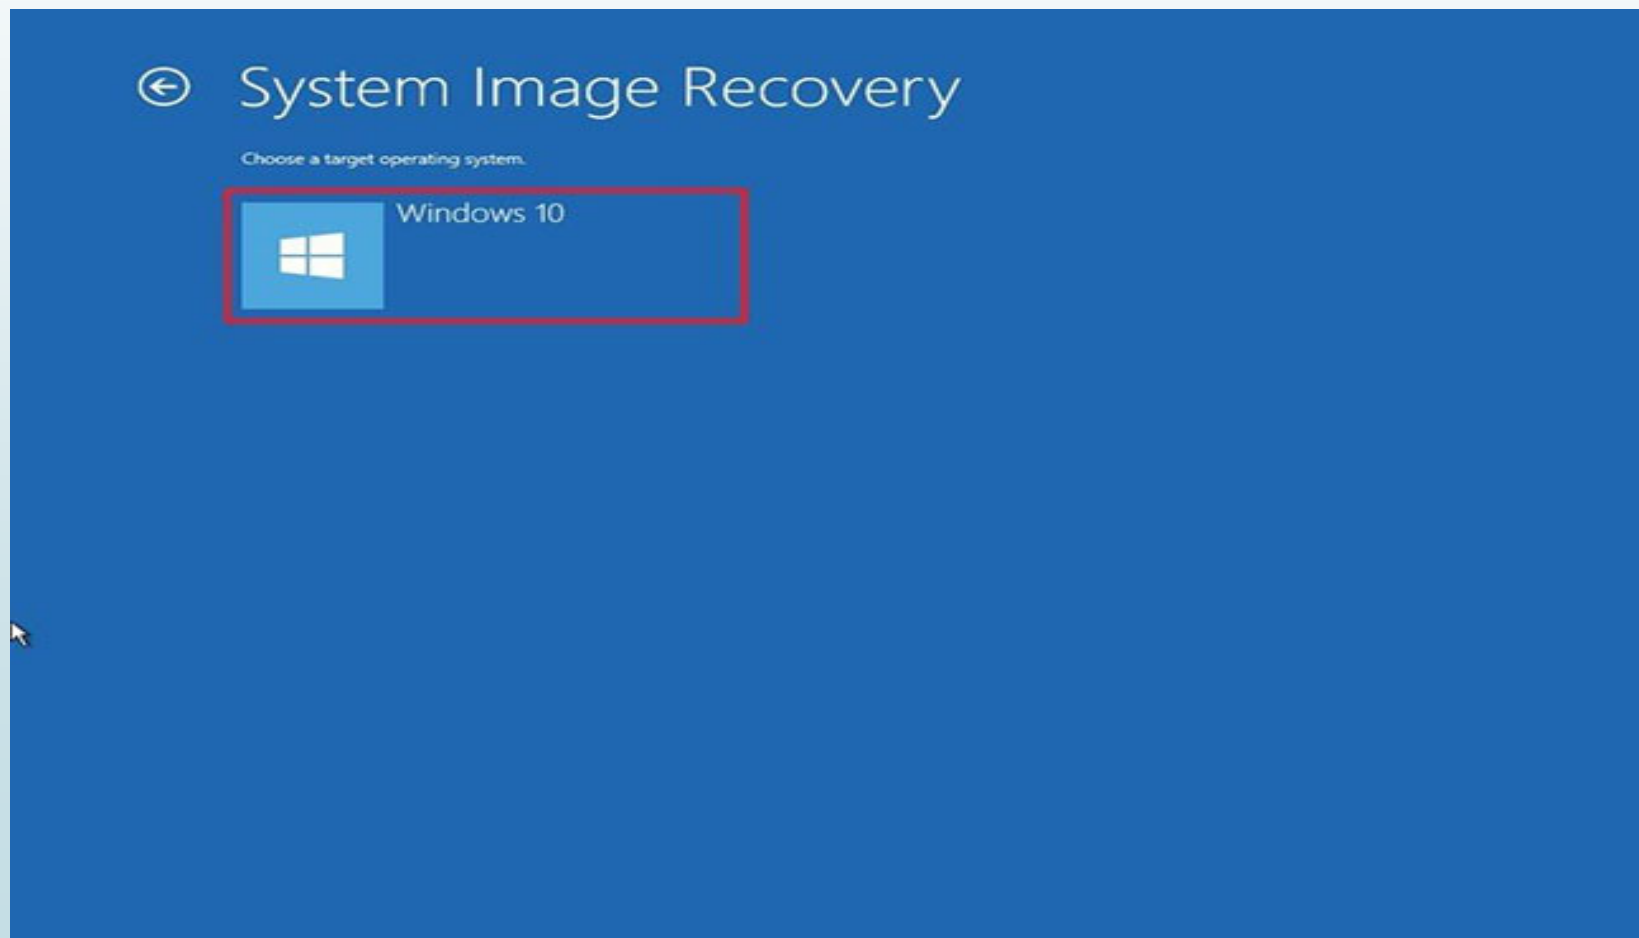 System Image Recovery
Choose a target operating system.
Windows 10